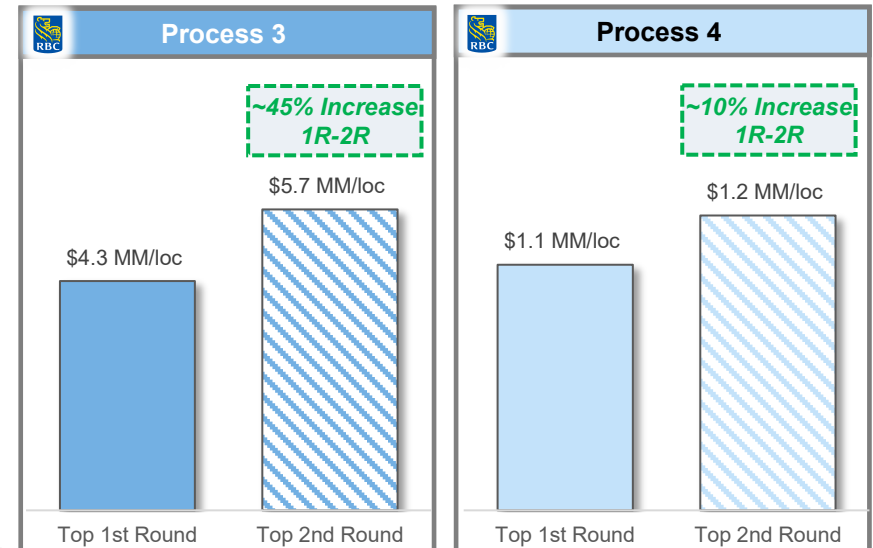 RBC
Process 3
~45% Increase
1R-2R
$5.7 MM/loc
$4.3 MM/loc
Top 1st Round
Top 2nd Round
RBC
Process 4
~10% Increase
1R-2R
$1.2 MM/loc
$1.1 MM/loc
Top 1st Round
Top 2nd Round